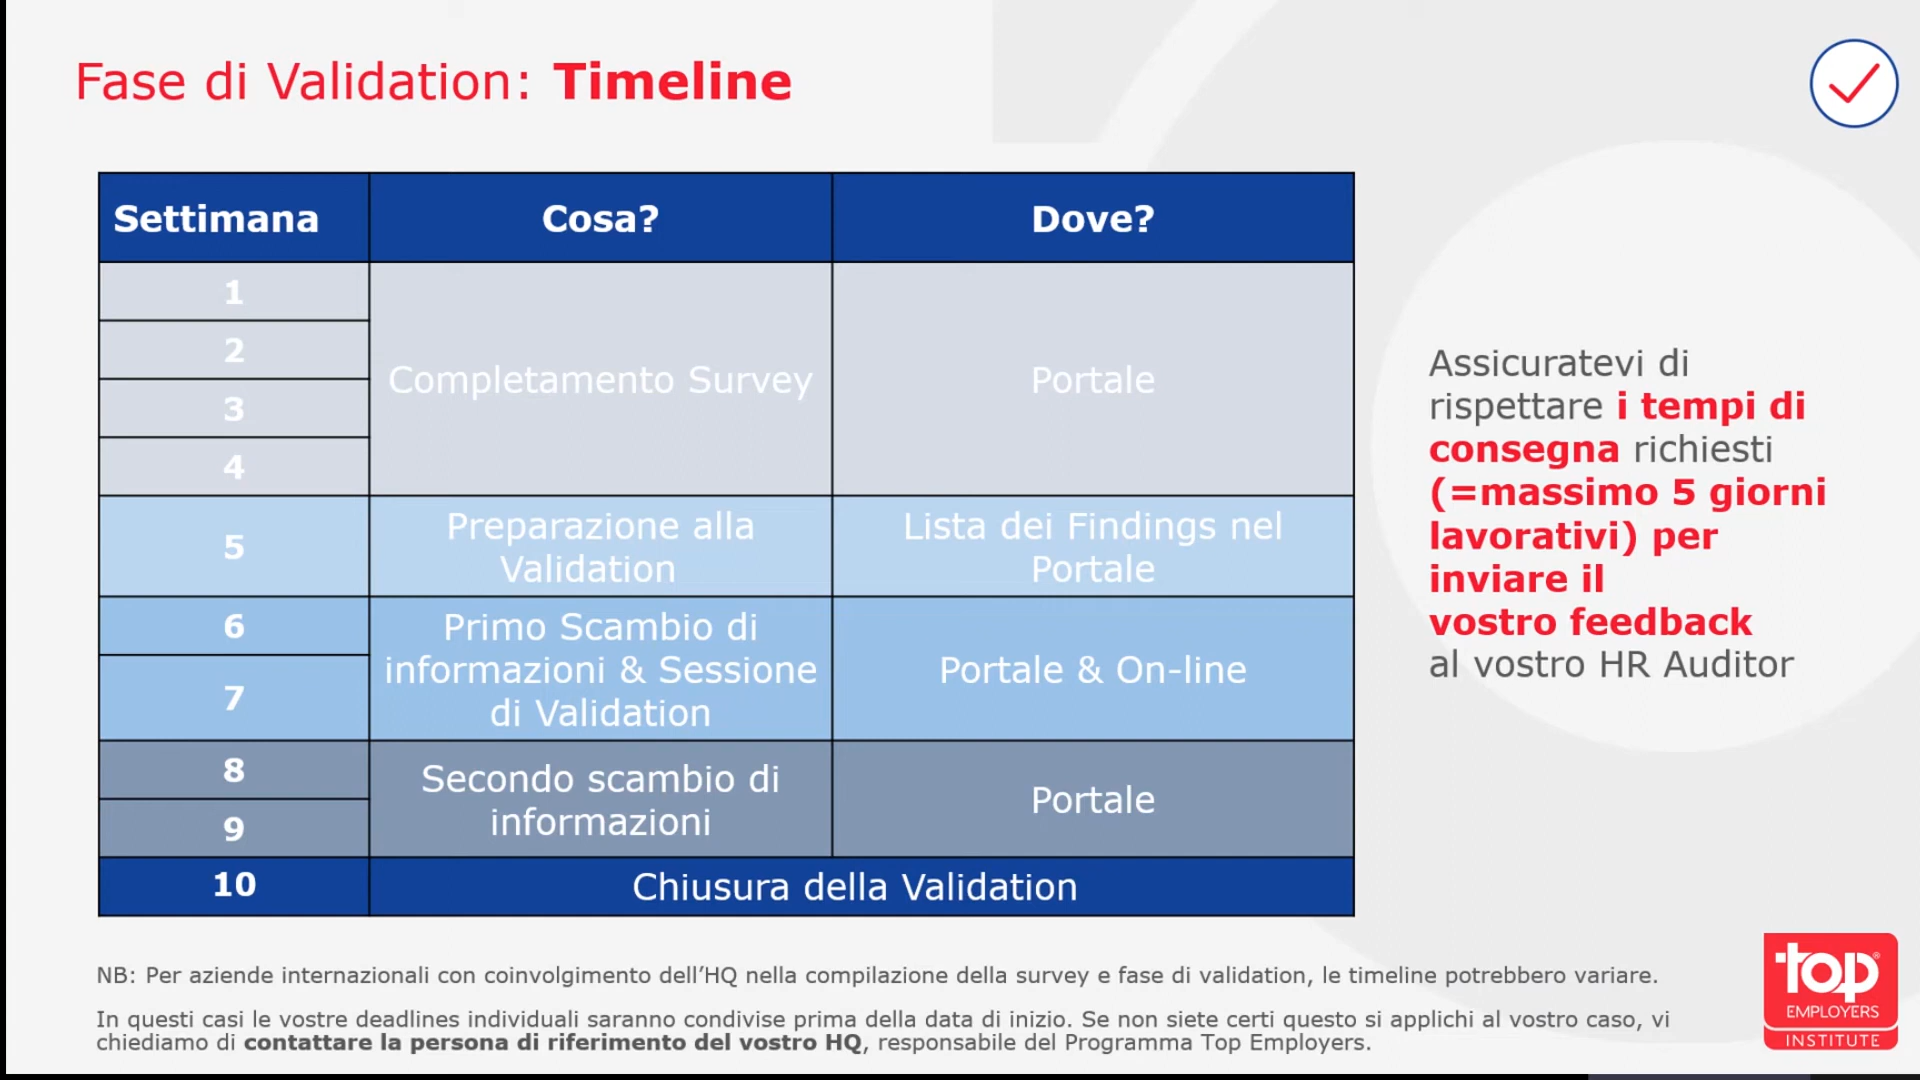 Fase di Validation: Timeline
Settimana
Cosa?
Dove?
1
2
3
4
Completamento Survey
Portale
5
Preparazione alla
Validation
Lista dei Findings nel
Portale
6
7
Primo Scambio di
informazioni & Sessione
di Validation
Portale & On-line
8
9
Secondo scambio di
informazioni
Portale
10
Chiusura della Validation
Assicuratevi di
rispettare i tempi di
consegna richiesti
(=massimo 5 giorni
lavorativi) per
inviare il
vostro feedback
al vostro HR Auditor
NB: Per aziende internazionali con coinvolgimento dell’HQ nella compilazione della survey e fase di validation, le timeline potrebbero variare.
In questi casi le vostre deadlines individuali saranno condivise prima della data di inizio. Se non siete certi questo si applichi al vostro caso, vi
chiediamo di contattare la persona di riferimento del vostro HQ, responsabile del Programma Top Employers.
top®
EMPLOYERS
INSTITUTE